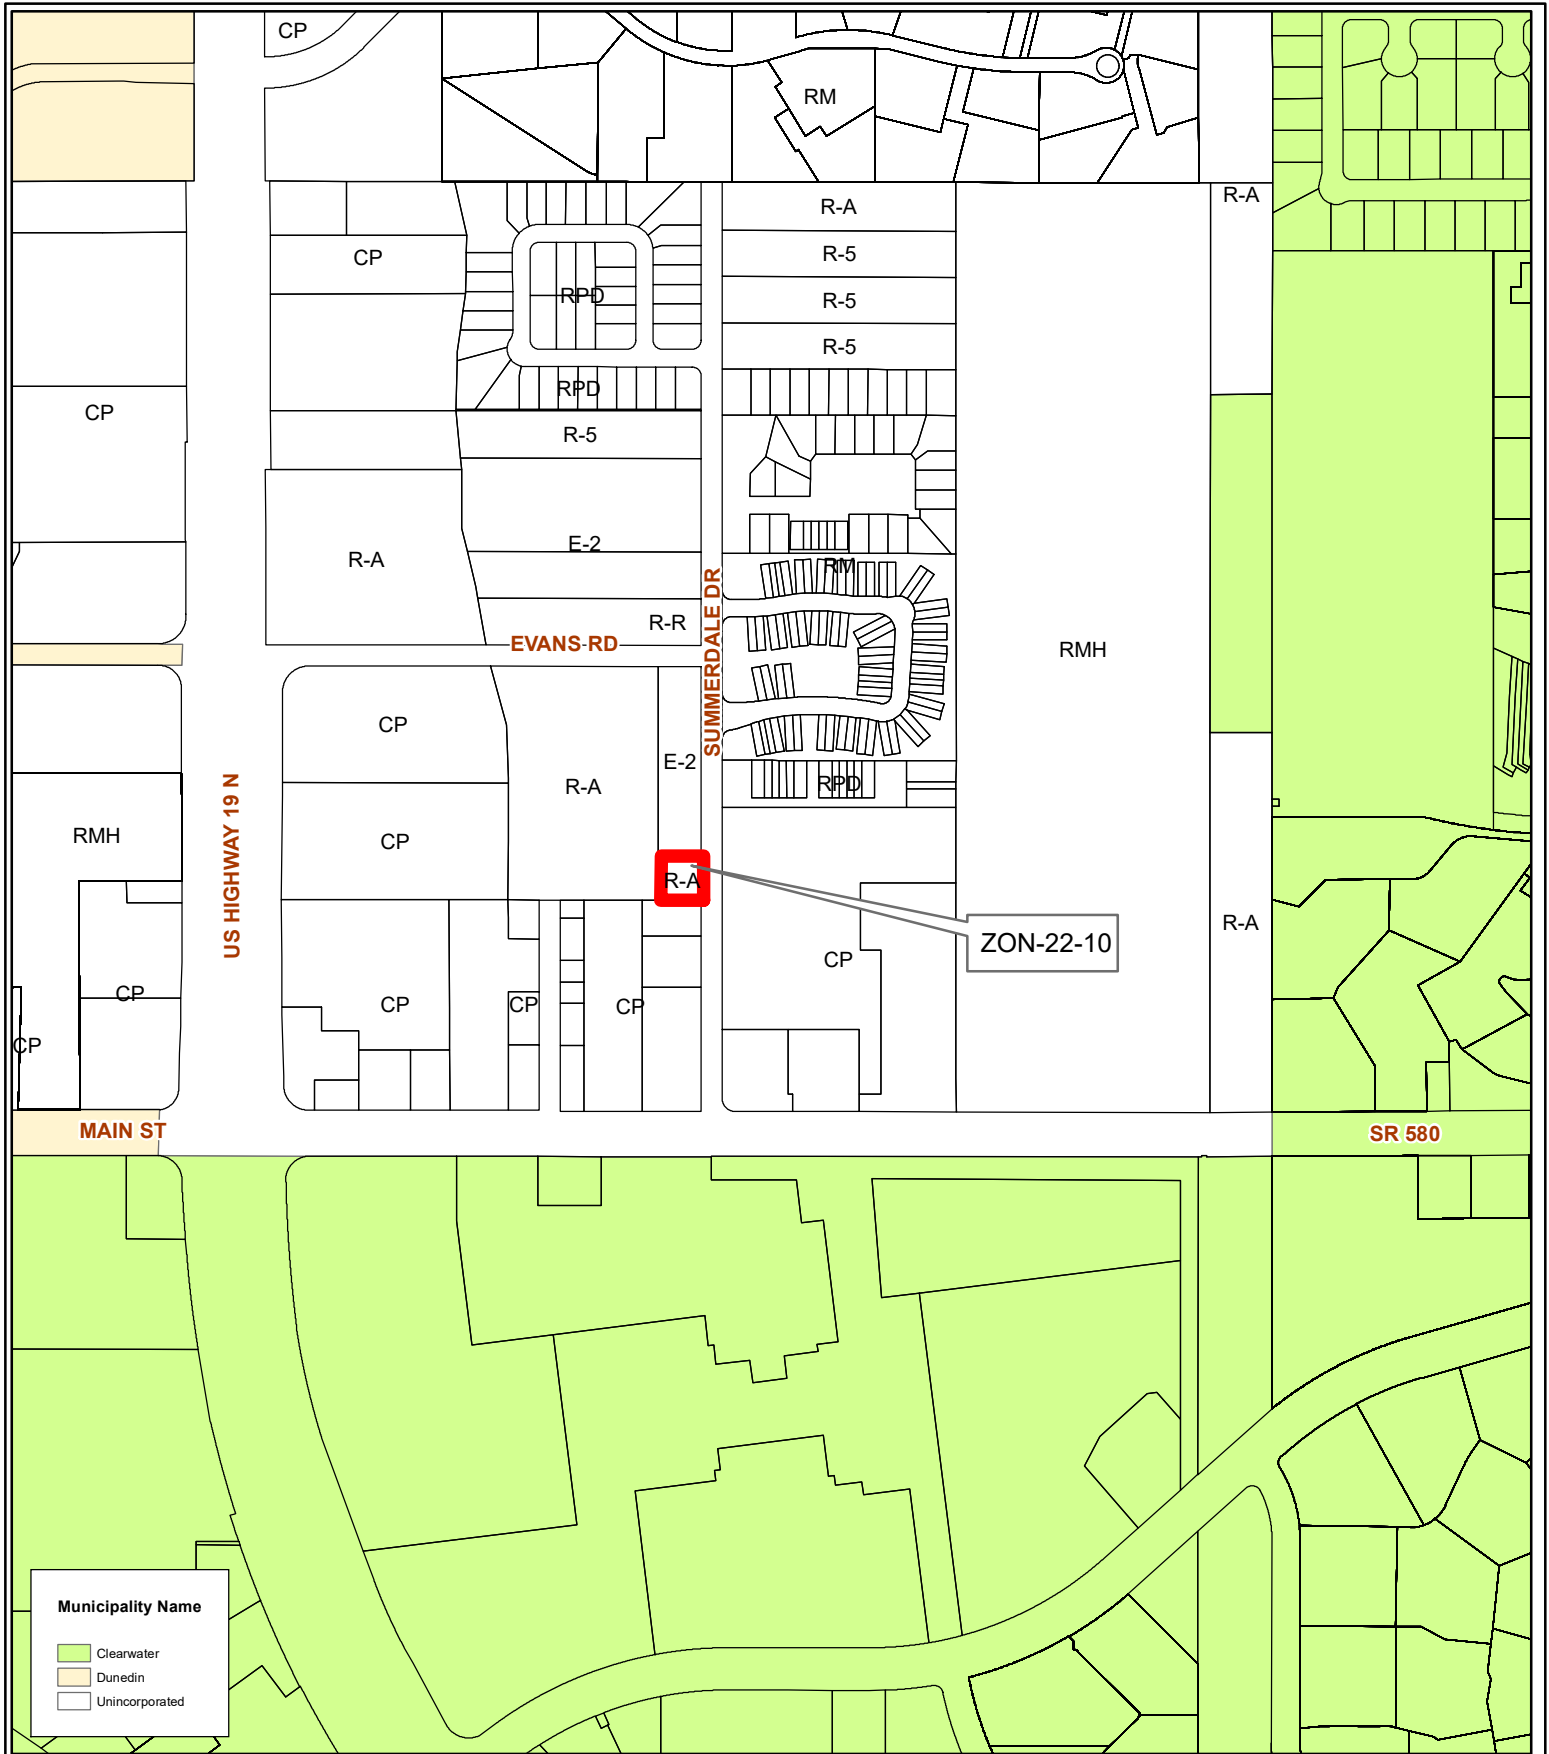 CP
RM
R-A
R-A
R-5
CP
RPD
R-5
R-5
RPD
CP
R-5
E-2
R-A
RM
SUMMERDALE DR
R-R
EVANS RD
RMH
CP
E-2
R-A
RPD
US HIGHWAY 19 N
RMH
CP
R-A
R-A
ZON-22-10
CP
CP
CP
CP
CP
CP
MAIN ST
SR 580
Municipality Name
Clearwater
Dunedin
Unincorporated